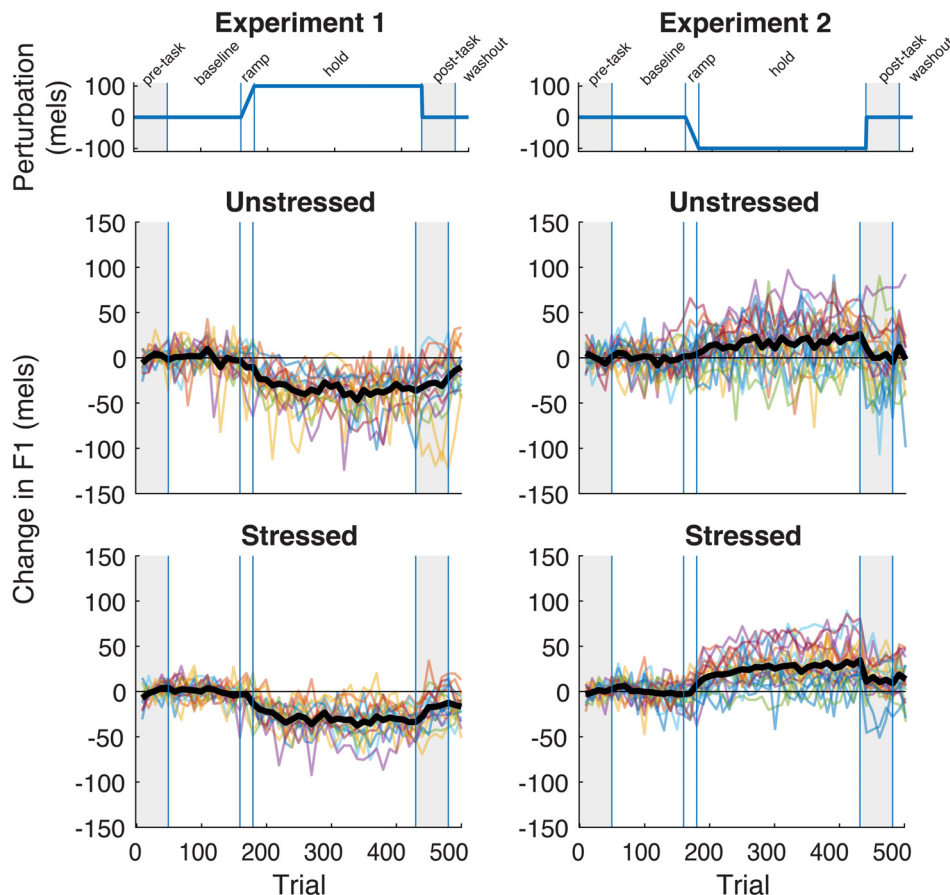 Experiment 1
Experiment 2
pre-task
baseline
ramp
hold
post-task
washout
pre-task
baseline
ramp
hold
post-task
washout
Perturbation
(mels)
100
0
-100
100
0
-100
Unstressed
Unstressed
150
100
50
0
-50
-100
-150
150
100
50
0
-50
-100
-150
Change in F1 (mels)
Stressed
Stressed
150
100
50
0
-50
-100
-150
150
100
50
0
-50
-100
-150
0 100 200 300 400 500
0 100 200 300 400 500
Trial
Trial